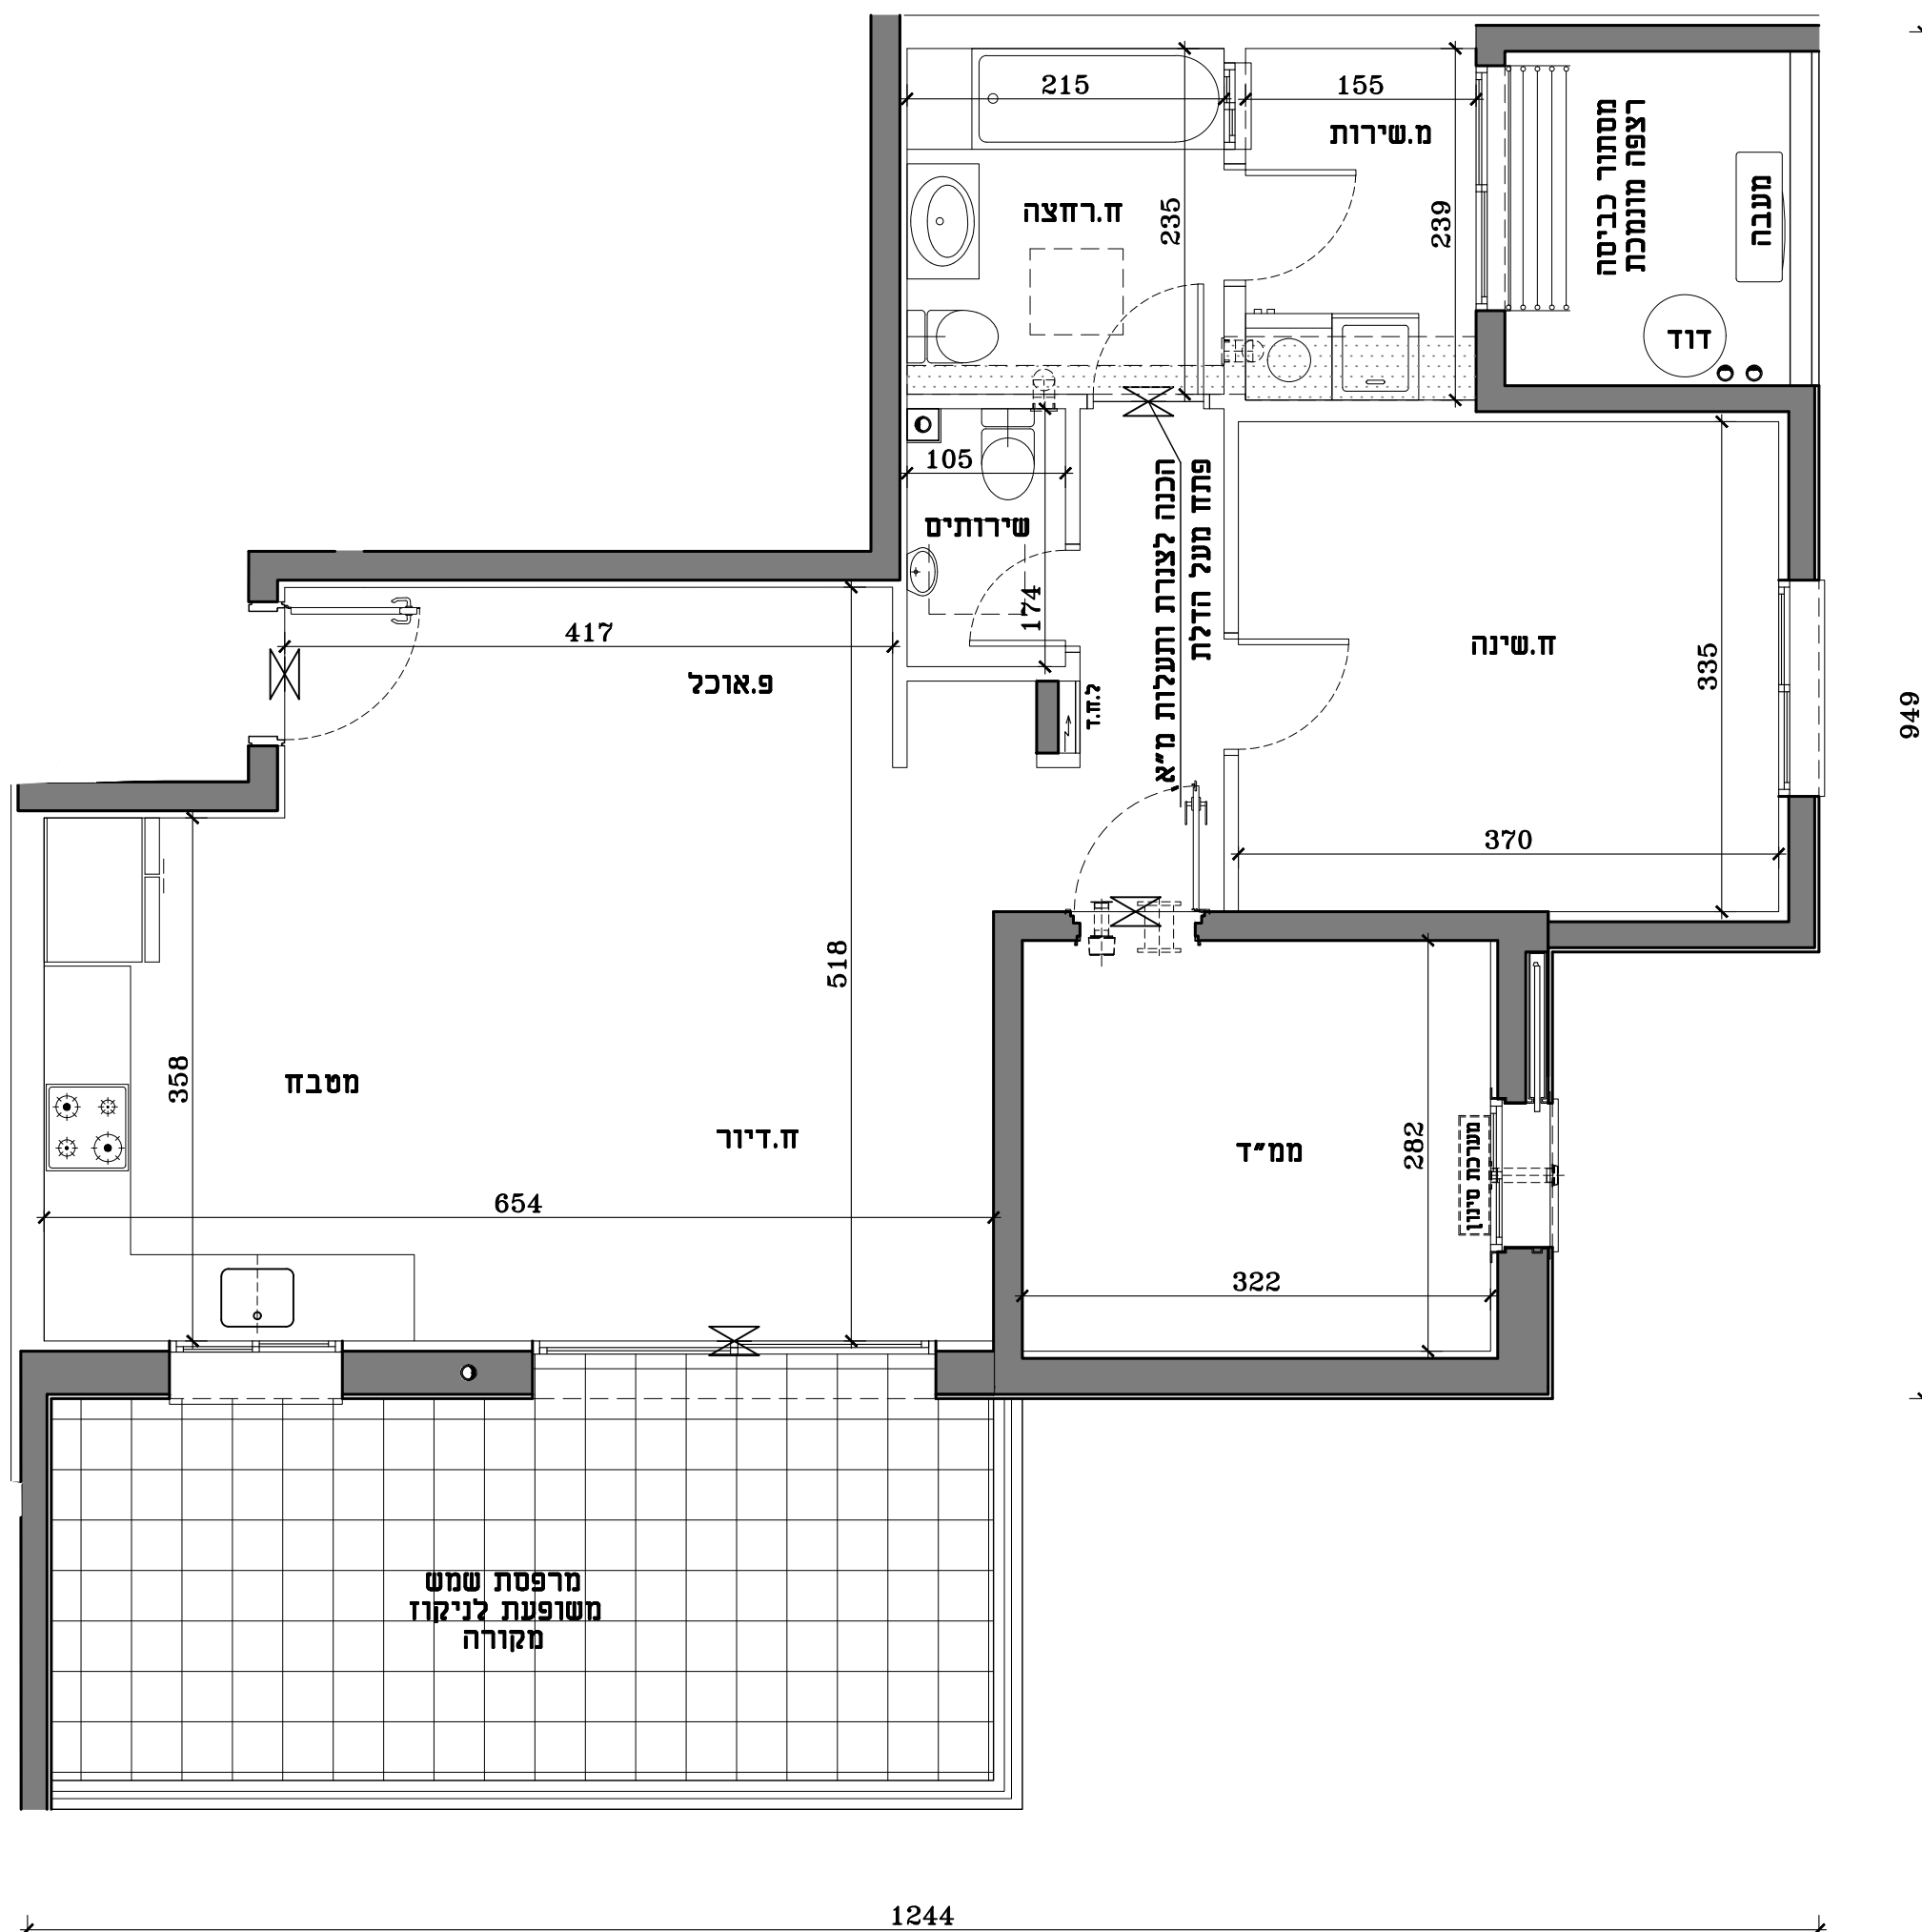 215
155
מ.שירות
מסתור כביסה
רצפה מונמכת
מעבה
ח.רחצה
235
239
דוד
105
שירותים
174
הכנה לצנרת ותעלות מ״א
פתח מעל הדלת
417
פ.אוכל
ל.ח.ד
ח.שינה
335
949
370
518
358
מטבח
ח.דיור
ממ״ד
282
מערכת סינון
654
322
מרפסת שמש
משופעת לניקוז
מקורה
1244